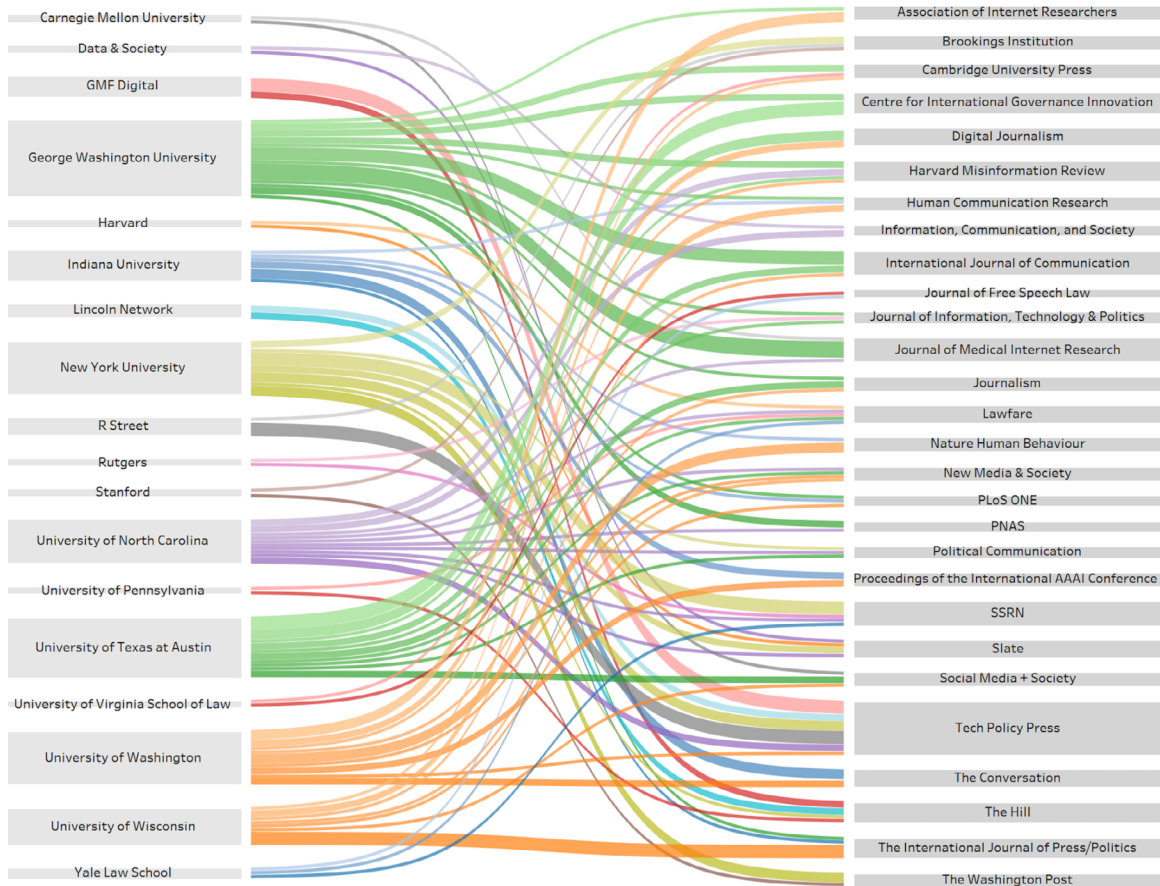 Carnegie Mellon University
Data & Society
GMF Digital
George Washington University
Harvard
Indiana University
Lincoln Network
New York University
R Street
Rutgers
Stanford
University of North Carolina
University of Pennsylvania
University of Texas at Austin
University of Virginia School of Law
University of Washington
University of Wisconsin
Yale Law School
Association of Internet Researchers
Brookings Institution
Cambridge University Press
Centre for International Governance Innovation
Digital Journalism
Harvard Misinformation Review
Human Communication Research
Information, Communication, and Society
International Journal of Communication
Journal of Free Speech Law
Journal of Information, Technology & Politics
Journal of Medical Internet Research
Journalism
Lawfare
Nature Human Behaviour
New Media & Society
PLoS ONE
PNAS
Political Communication
Proceedings of the International AAAI Conference
SSRN
Slate
Social Media + Society
Tech Policy Press
The Conversation
The Hill
The International Journal of Press/Politics
The Washington Post